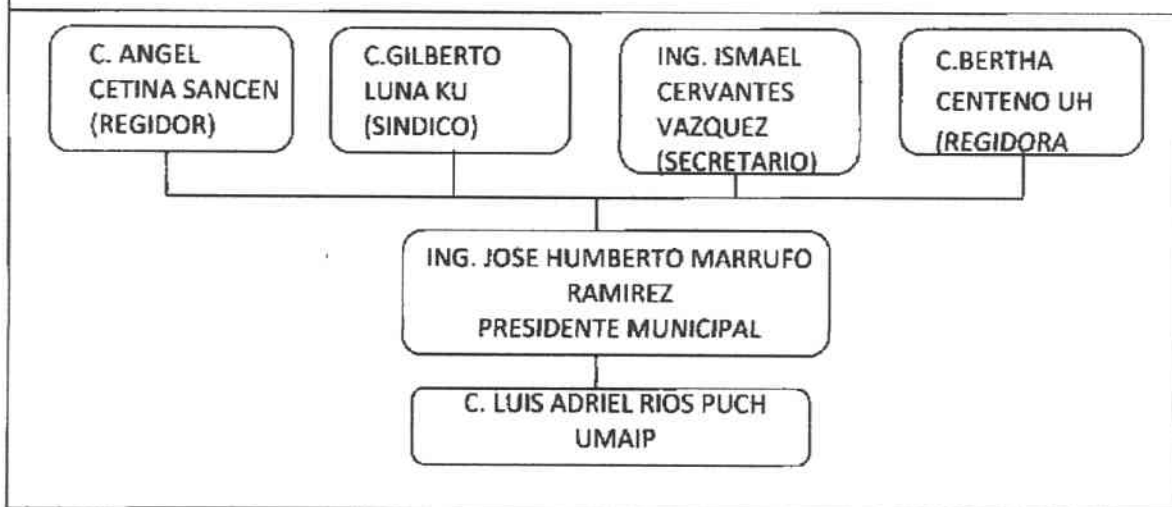 C. ANGEL
CETINA SANCEN
(REGIDOR)
C.GILBERTO
LUNA KU
(SINDICO)
ING. ISMAEL
CERVANTES
VAZQUEZ
(SECRETARIO)
C.BERTHA
CENTENO UH
(REGIDORA
ING. JOSE HUMBERTO MARRUFO
RAMIREZ
PRESIDENTE MUNICIPAL
C. LUIS ADRIEL RIOS PUCH
UMAIP